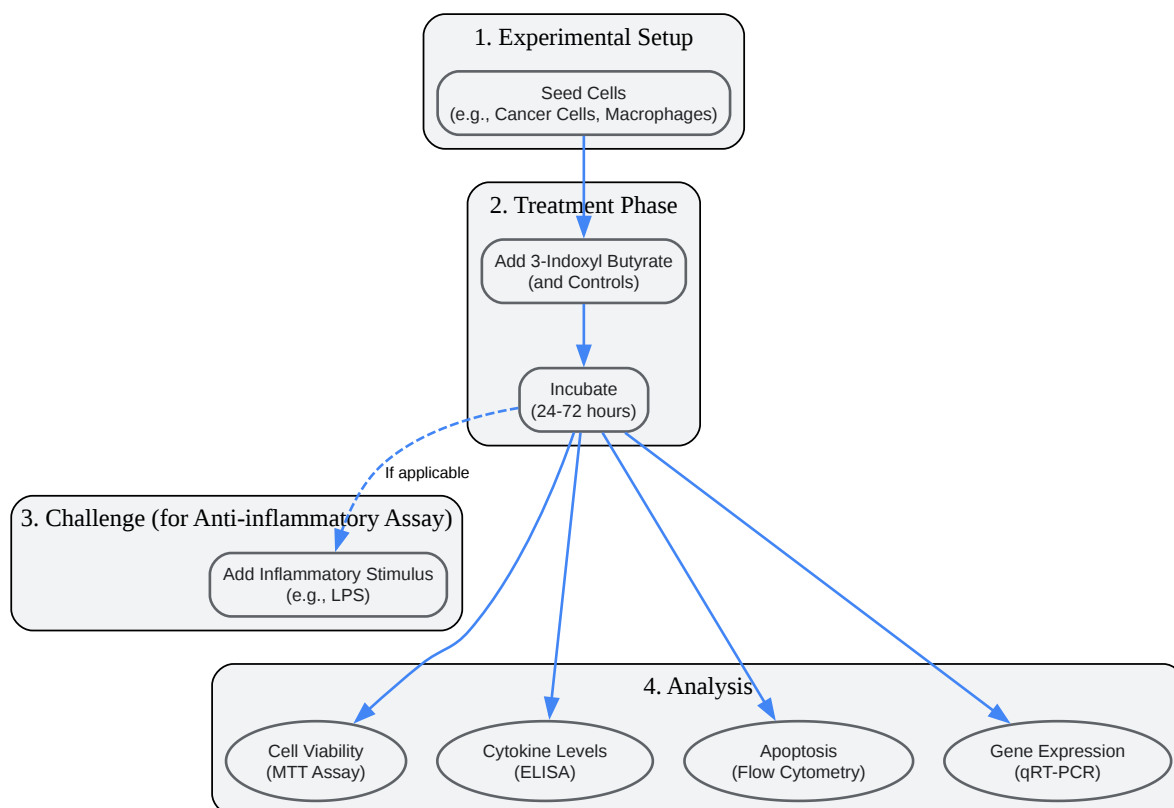 1. Experimental Setup
Seed Cells
(e.g., Cancer Cells, Macrophages)
2. Treatment Phase
Add 3-Indoxyl Butyrate
(and Controls)
Incubate
(24-72 hours)
If applicable
3. Challenge (for Anti-inflammatory Assay)
Add Inflammatory Stimulus
(e.g., LPS)
4. Analysis
Cell Viability
(MTT Assay)
Cytokine Levels
(ELISA)
Apoptosis
(Flow Cytometry)
Gene Expression
(qRT-PCR)